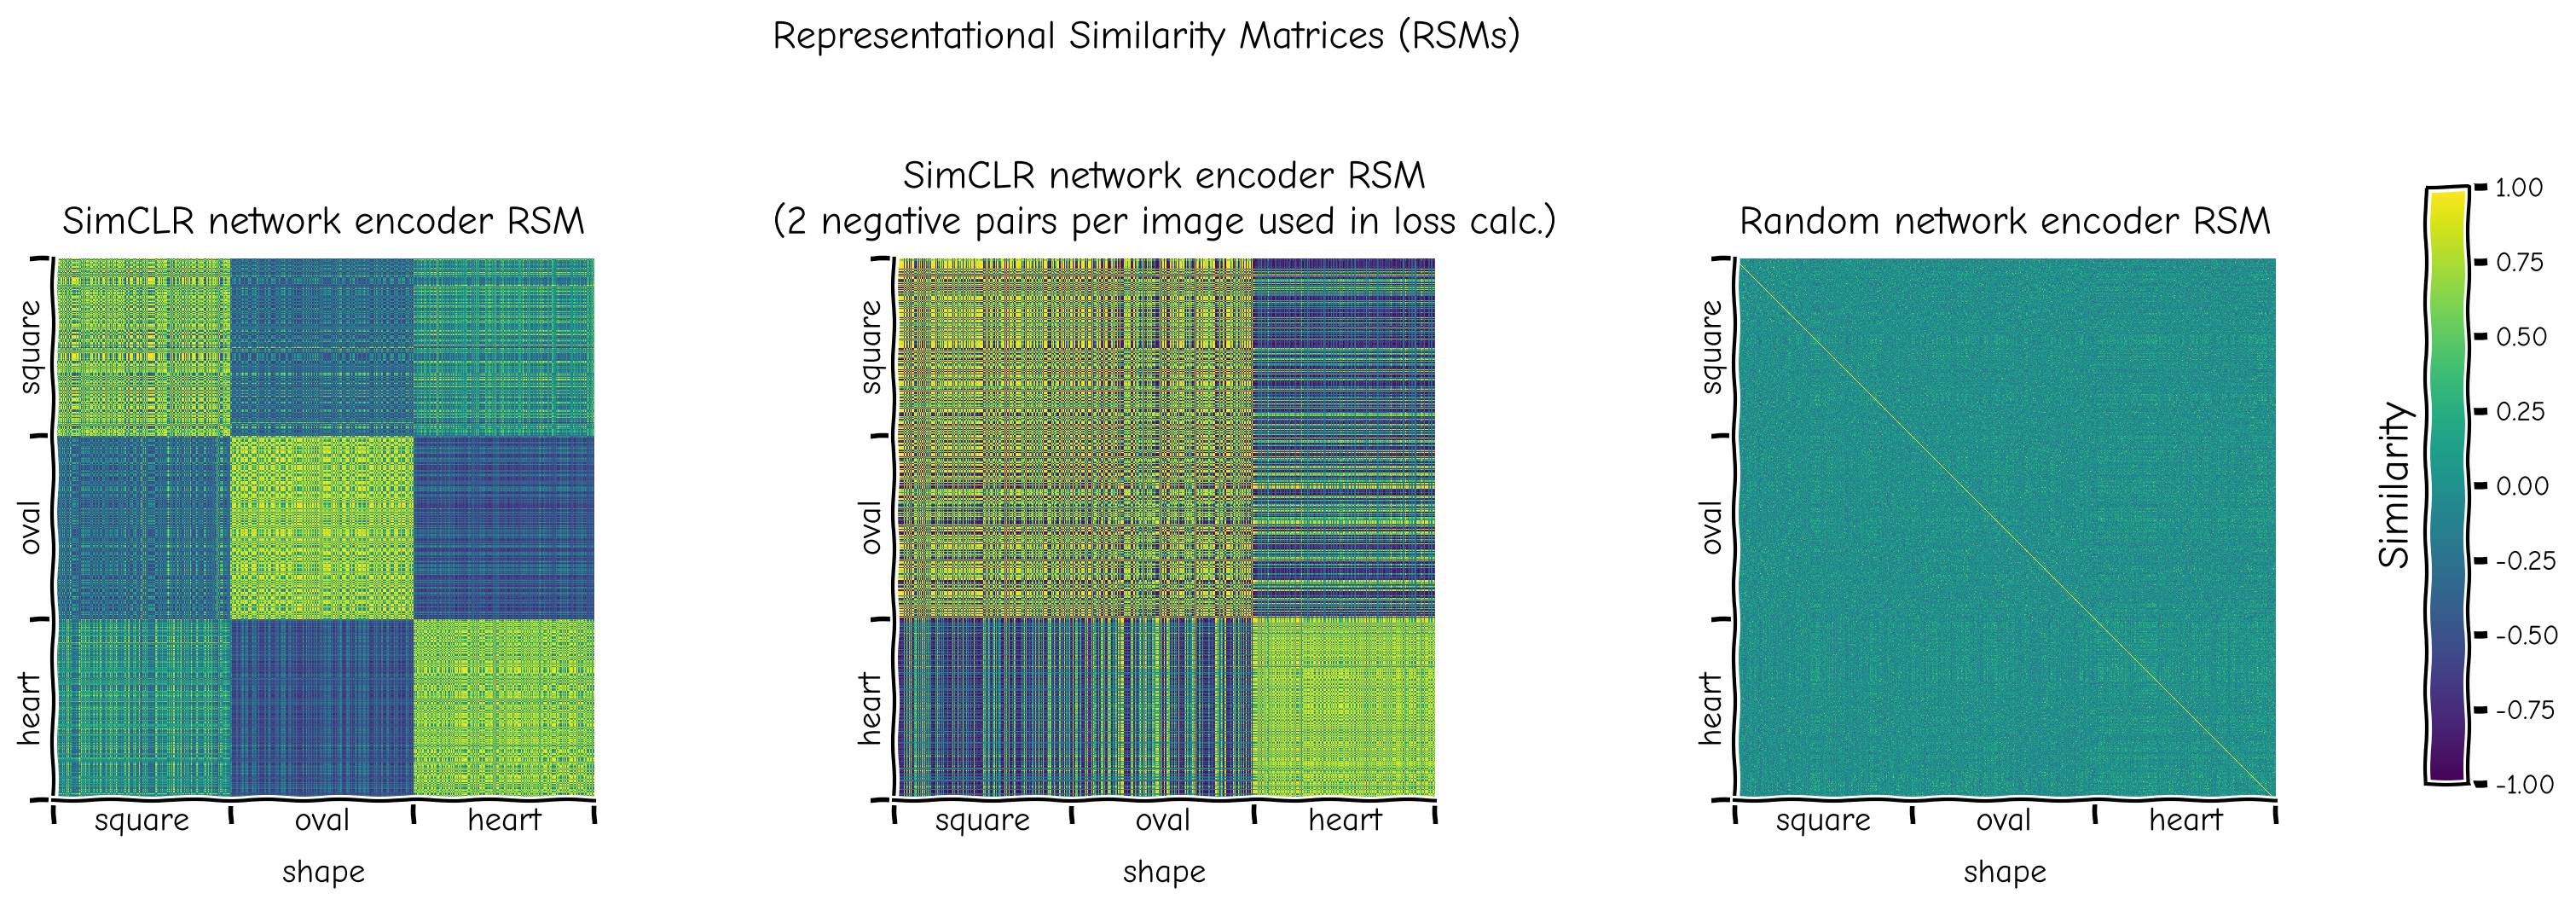 Representational Similarity Matrices (RSMs)
SimCLR network encoder RSM
square
oval
heart
square oval heart
shape
SimCLR network encoder RSM
(2 negative pairs per image used in loss calc.)
square
oval
heart
square oval heart
shape
Random network encoder RSM
square
oval
heart
square oval heart
shape
Similarity
1.00
0.75
0.50
0.25
0.00
-0.25
-0.50
-0.75
-1.00